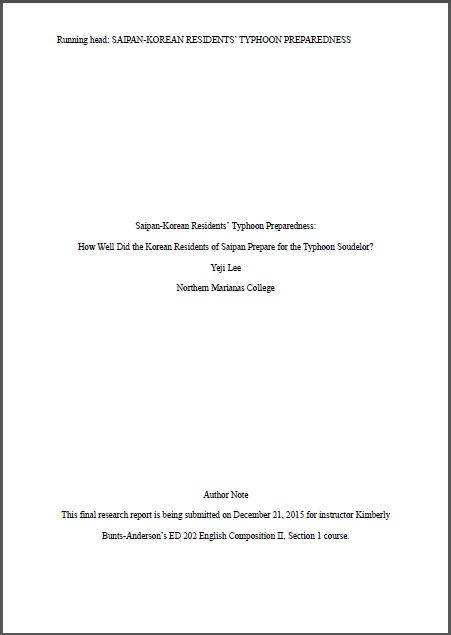 Running head: SAIPAN-KOREAN RESIDENTS' TYPHOON PREPAREDNESS
Saipan-Korean Residents' Typhoon Preparedness:
How Well Did the Korean Residents of Saipan Prepare for the Typhoon Soudelor?
Yeji Lee
Northern Marianas College
Author Note
This final research report is being submitted on December 21, 2015 for instructor Kimberly
Bunts-Anderson's ED 202 English Composition II, Section 1 course.